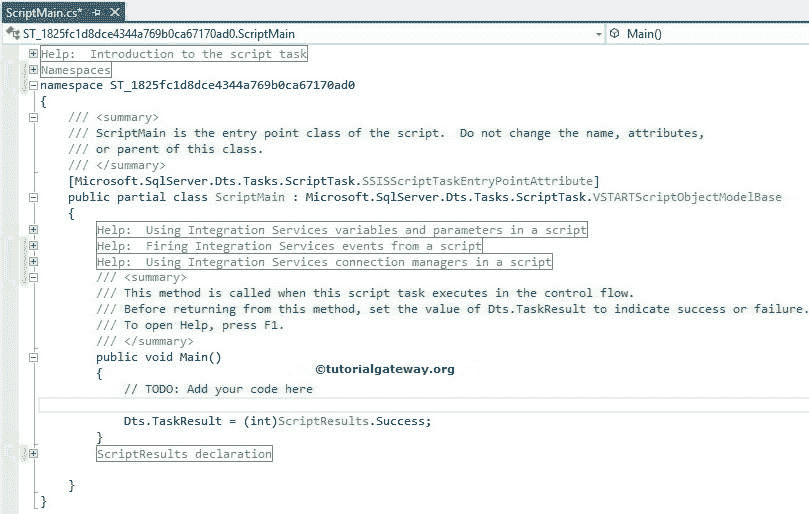 ScriptMain.cs*
ST_1825fc1d8dce4344a769b0ca67170ad0.ScriptMain Main()
Help: Introduction to the script task
Namespaces
namespace ST_1825fc1d8dce4344a769b0ca67170ad0
{
/// <summary>
/// ScriptMain is the entry point class of the script. Do not change the name, attributes,
/// or parent of this class.
/// </summary>
[Microsoft.SqlServer.Dts.Tasks.ScriptTask.SSISScriptTaskEntryPointAttribute]
public partial class ScriptMain : Microsoft.SqlServer.Dts.Tasks.ScriptTask.VSTARTScriptObjectModelBase
{
Help: Using Integration Services variables and parameters in a script
Help: Firing Integration Services events from a script
Help: Using Integration Services connection managers in a script
/// <summary>
/// This method is called when this script task executes in the control flow.
/// Before returning from this method, set the value of Dts.TaskResult to indicate success or failure.
/// To open Help, press F1.
/// </summary>
public void Main()
©tutorialgateway.org
{
// TODO: Add your code here
Dts.TaskResult = (int)ScriptResults.Success;
}
ScriptResults declaration
}
}